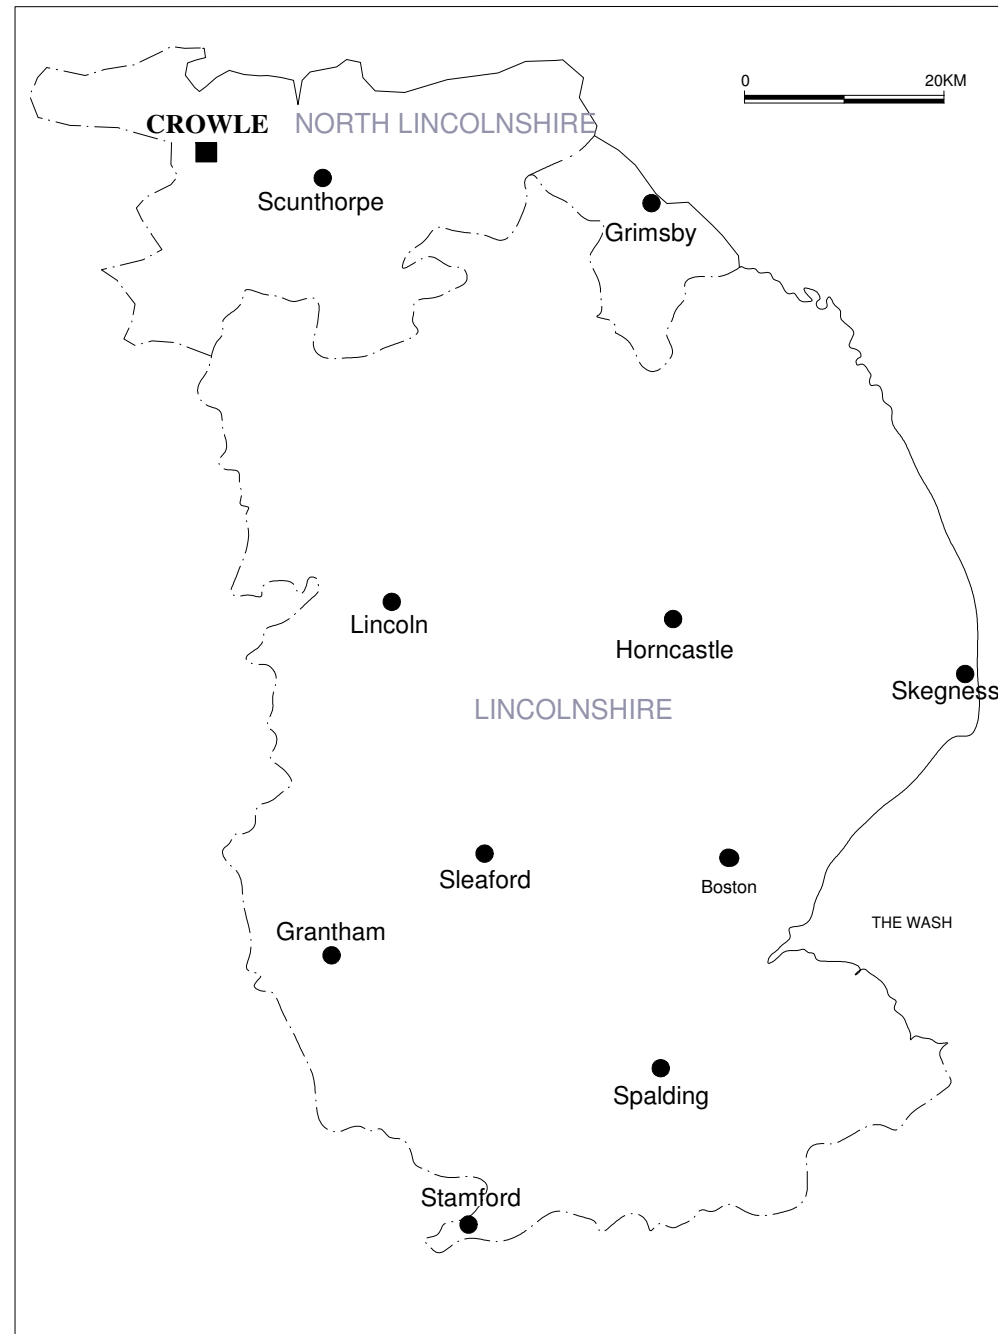 0 20KM
CROWLE NORTH LINCOLNSHIRE
Scunthorpe
Grimsby
Lincoln
Horncastle
Skegness
LINCOLNSHIRE
Sleaford
Boston
THE WASH
Grantham
Spalding
Stamford